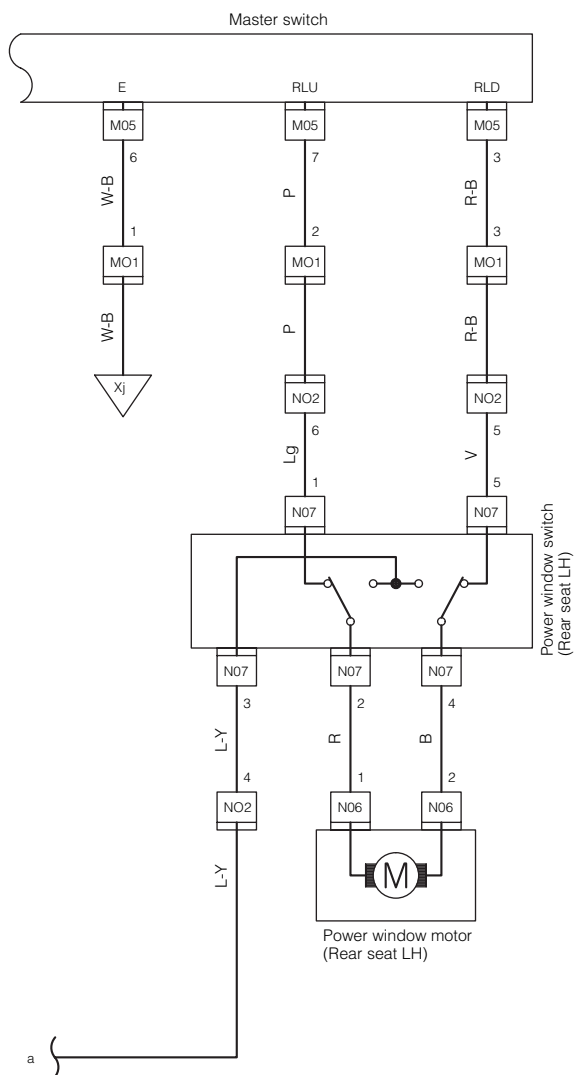 Master switch
E RLU RLD
M05 M05 M05
6 7 3
W-B P R-B
1 2 3
MO1 MO1 MO1
W-B P R-B
Xj NO2 NO2
6 5
Lg V
1 5
N07 N07
Power window switch
(Rear seat LH)
N07 N07 N07
3 2 4
L-Y R B
4 1 2
NO2 N06 N06
M
L-Y
Power window motor
(Rear seat LH)
a